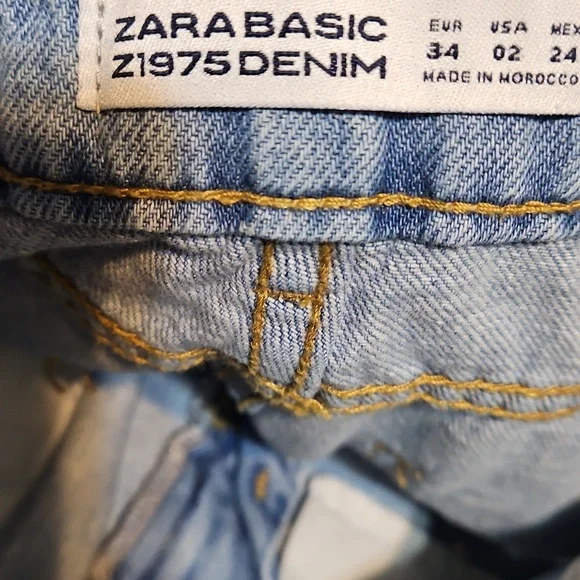 ZARA BASIC EUR USA MEX
Z1975 DENIM 34 02 24
MADE IN MOROCCO